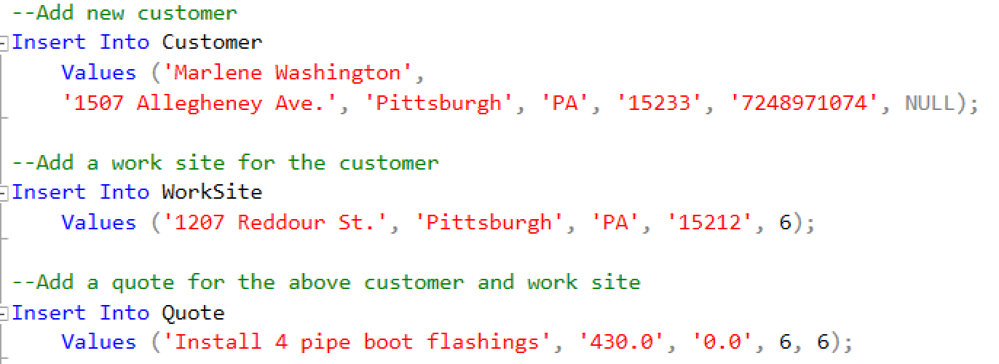 --Add new customer
Insert Into Customer
Values ('Marlene Washington',
'1507 Allegheney Ave.', 'Pittsburgh', 'PA', '15233', '7248971074', NULL);
--Add a work site for the customer
Insert Into WorkSite
Values ('1207 Reddour St.', 'Pittsburgh', 'PA', '15212', 6);
--Add a quote for the above customer and work site
Insert Into Quote
Values ('Install 4 pipe boot flashings', '430.0', '0.0', 6, 6);